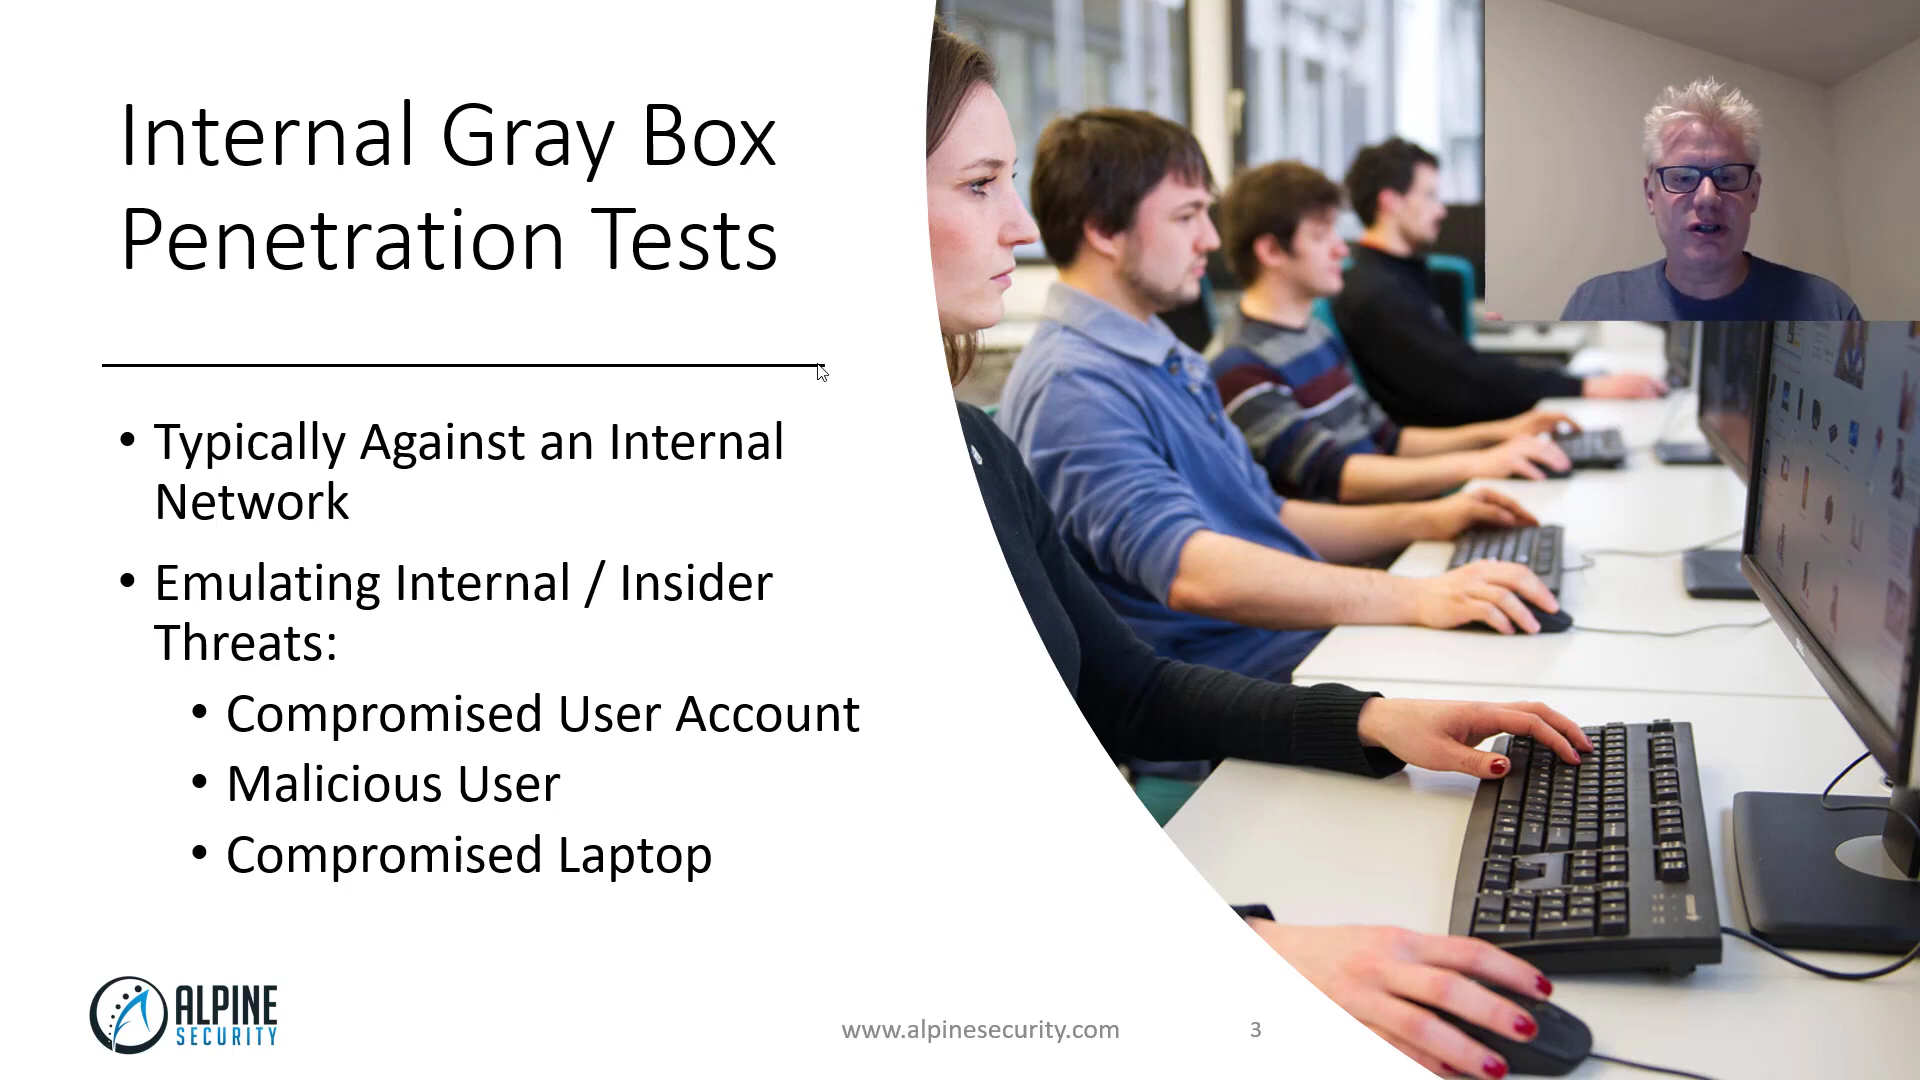 Internal Gray Box
Penetration Tests
• Typically Against an Internal
Network
• Emulating Internal / Insider
Threats:
• Compromised User Account
• Malicious User
• Compromised Laptop
ALPINE
SECURITY
www.alpinesecurity.com
3